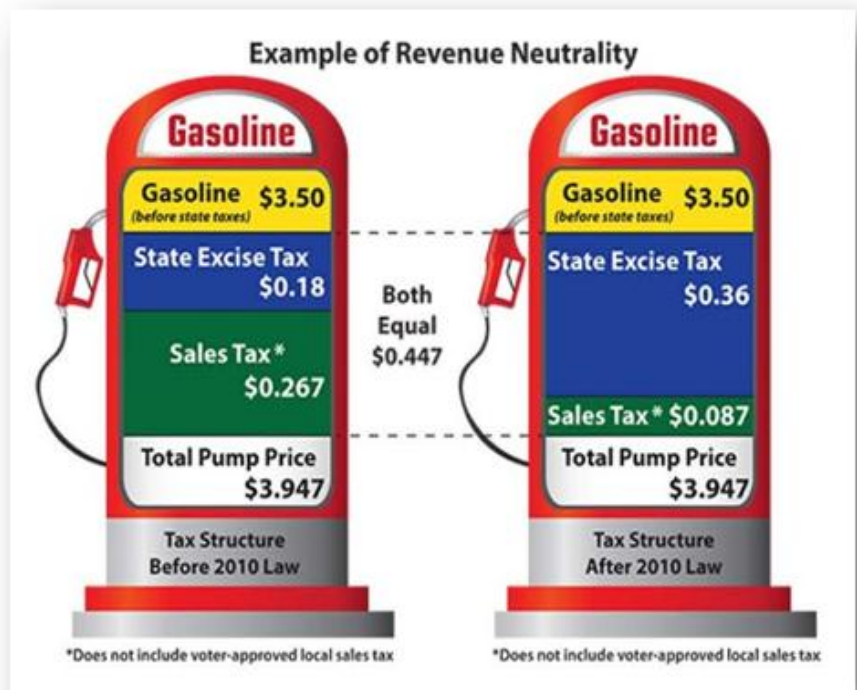 Example of Revenue Neutrality
Gasoline
Gasoline $3.50
(before state taxes)
State Excise Tax
$0.18
Sales Tax*
$0.267
Total Pump Price
$3.947
Tax Structure
Before 2010 Law
*Does not include voter-approved local sales tax
Both
Equal
$0.447
Gasoline
Gasoline $3.50
(before state taxes)
State Excise Tax
$0.36
Sales Tax* $0.087
Total Pump Price
$3.947
Tax Structure
After 2010 Law
*Does not include voter-approved local sales tax